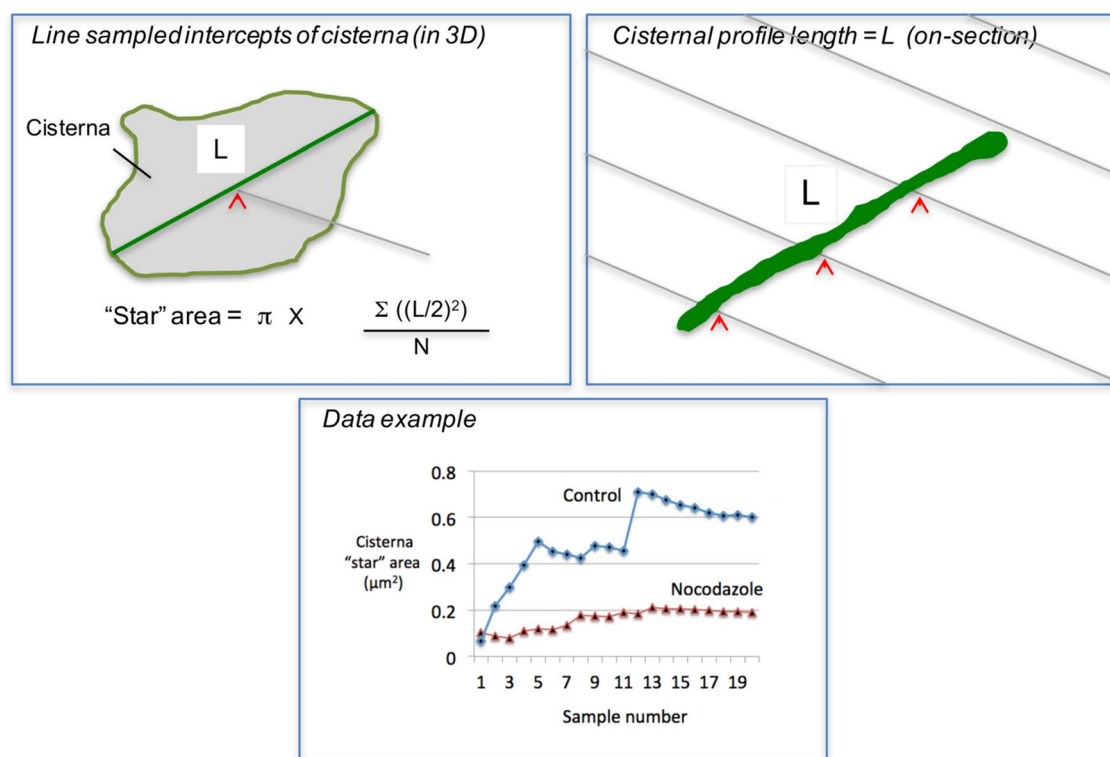 Line sampled intercepts of cisterna (in 3D)
Cisterna
L
“Star” area = π X Σ ((L/2)²)
N
Cisternal profile length = L (on-section)
L
Data example
0.8
0.6
0.4
0.2
0
Cisterna
“star” area
(µm²)
Control
Nocodazole
1 3 5 7 9 11 13 15 17 19
Sample number